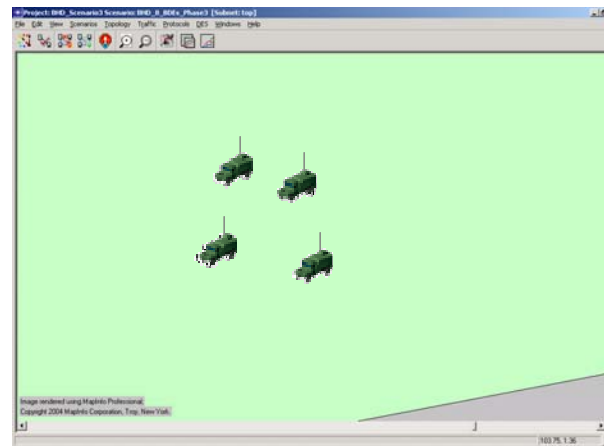 Project: BHD_Scenario3 Scenario: BHD_8_BDEs_Phase3 [Subnet: top]
File Edit View Scenarios Topology Traffic Protocols DES Windows Help
Image rendered using MapInfo Professional.
Copyright 2004 MapInfo Corporation, Troy, New York.
103.75, 1.36